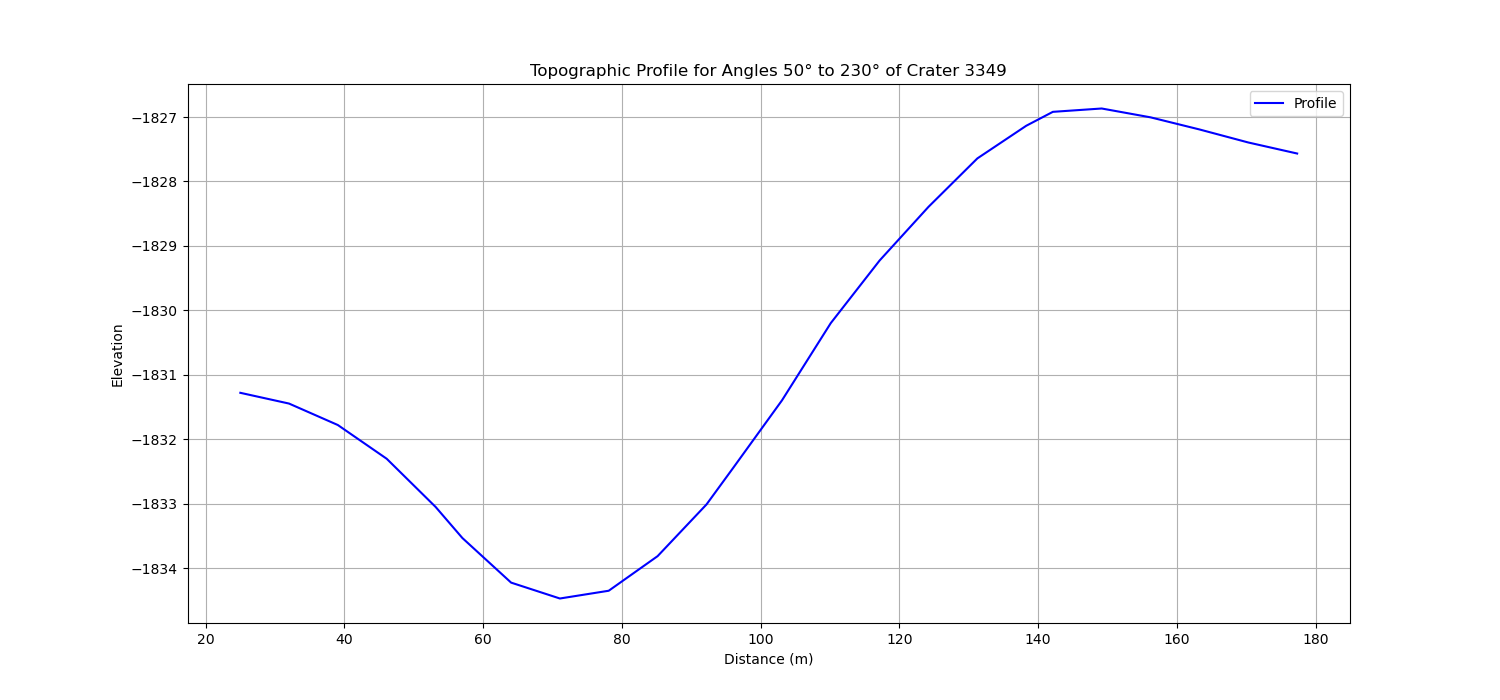 Topographic Profile for Angles 50° to 230° of Crater 3349
Profile
−1827
−1828
−1829
−1830
−1831
−1832
−1833
−1834
Elevation
20 40 60 80 100 120 140 160 180
Distance (m)